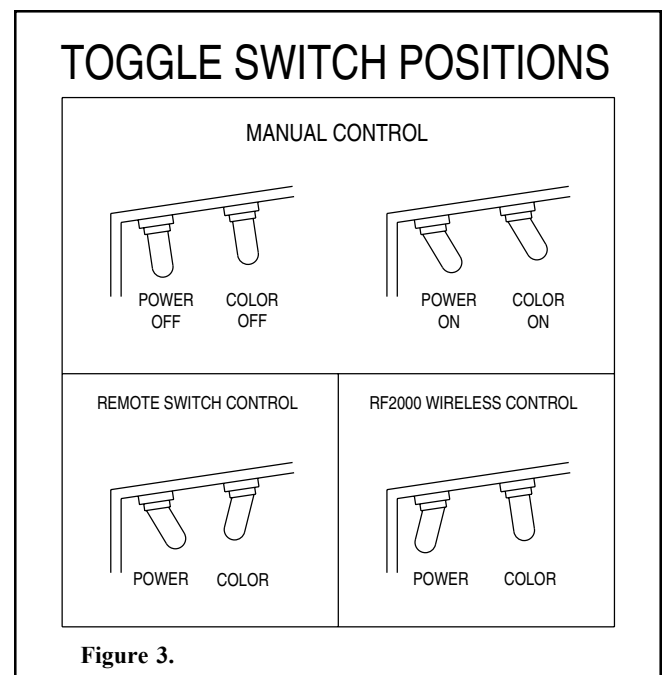 TOGGLE SWITCH POSITIONS
MANUAL CONTROL
POWER OFF
COLOR OFF
POWER ON
COLOR ON
REMOTE SWITCH CONTROL
POWER
COLOR
RF2000 WIRELESS CONTROL
POWER
COLOR
Figure 3.